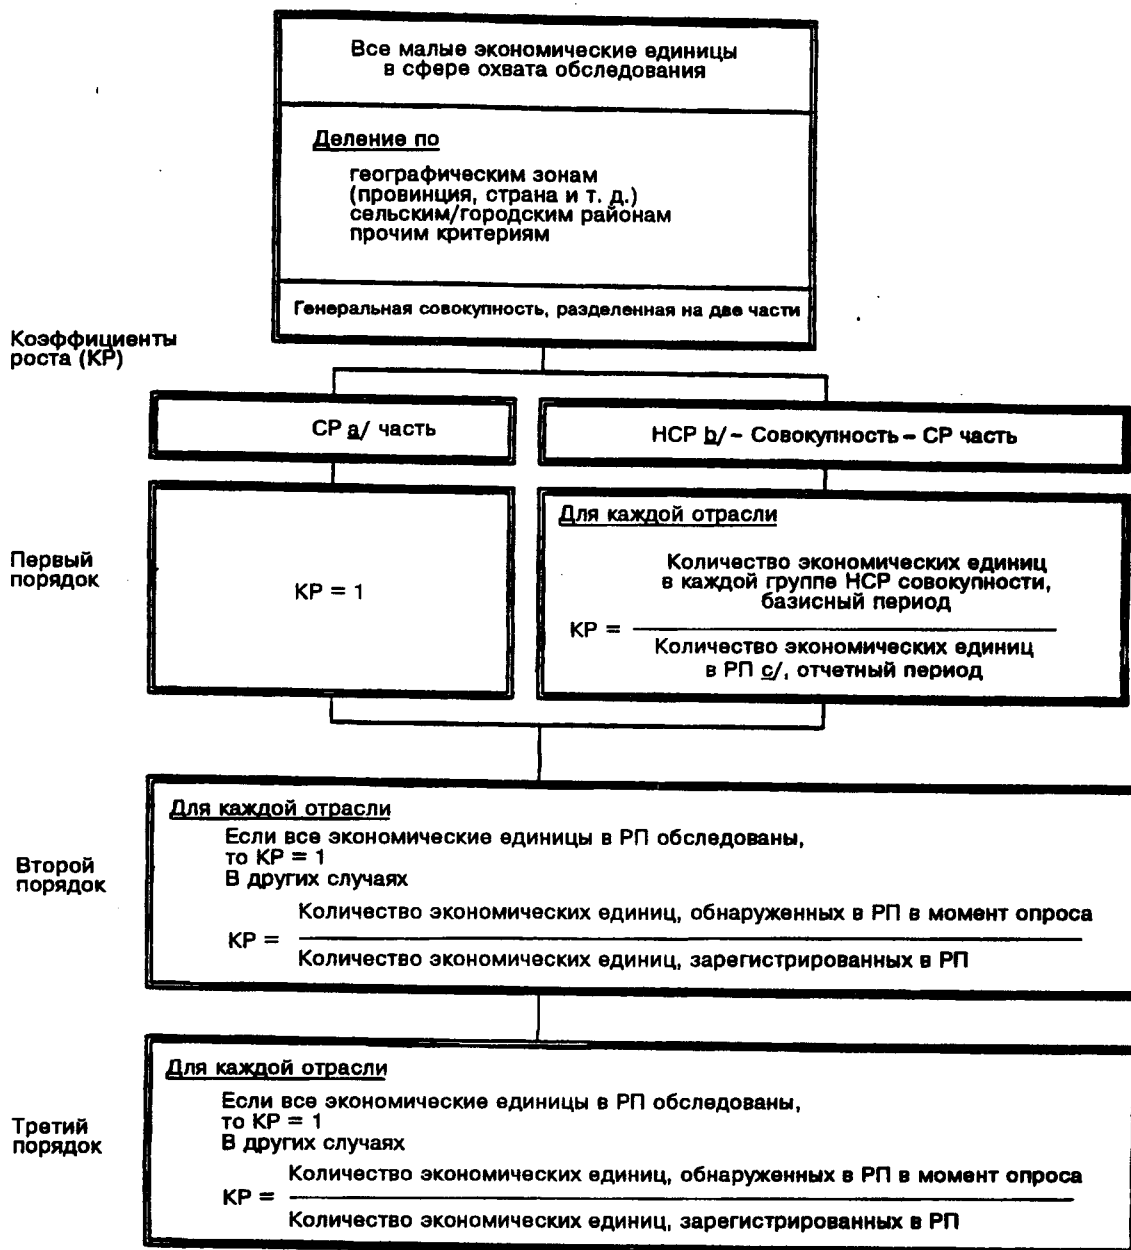 Все малые экономические единицы
в сфере охвата обследования
Деление по
географическим зонам
(провинция, страна и т. д.)
сельским/городским районам
прочим критериям
Генеральная совокупность, разделенная на две части
Коэффициенты
роста (КР)
СР a/ часть
НСР b/ – Совокупность – СР часть
Первый
порядок
КР = 1
Для каждой отрасли
Количество экономических единиц
в каждой группе НСР совокупности,
базисный период
КР =
Количество экономических единиц
в РП c/, отчетный период
Второй
порядок
Для каждой отрасли
Если все экономические единицы в РП обследованы,
то КР = 1
В других случаях
Количество экономических единиц, обнаруженных в РП в момент опроса
КР =
Количество экономических единиц, зарегистрированных в РП
Третий
порядок
Для каждой отрасли
Если все экономические единицы в РП обследованы,
то КР = 1
В других случаях
Количество экономических единиц, обнаруженных в РП в момент опроса
КР =
Количество экономических единиц, зарегистрированных в РП